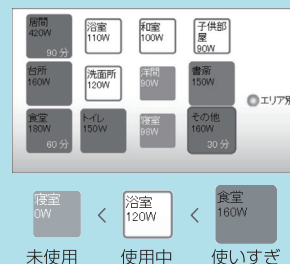 居間
420W
90 分
浴室
110W
和室
100W
子供部
屋
90W
台所
160W
洗面所
120W
洋間
90W
書斎
150W
エリア別
食堂
180W
60 分
トイレ
150W
寝室
98W
その他
160W
30 分
寝室
0W
<
浴室
120W
<
食堂
160W
未使用
使用中
使いすぎ